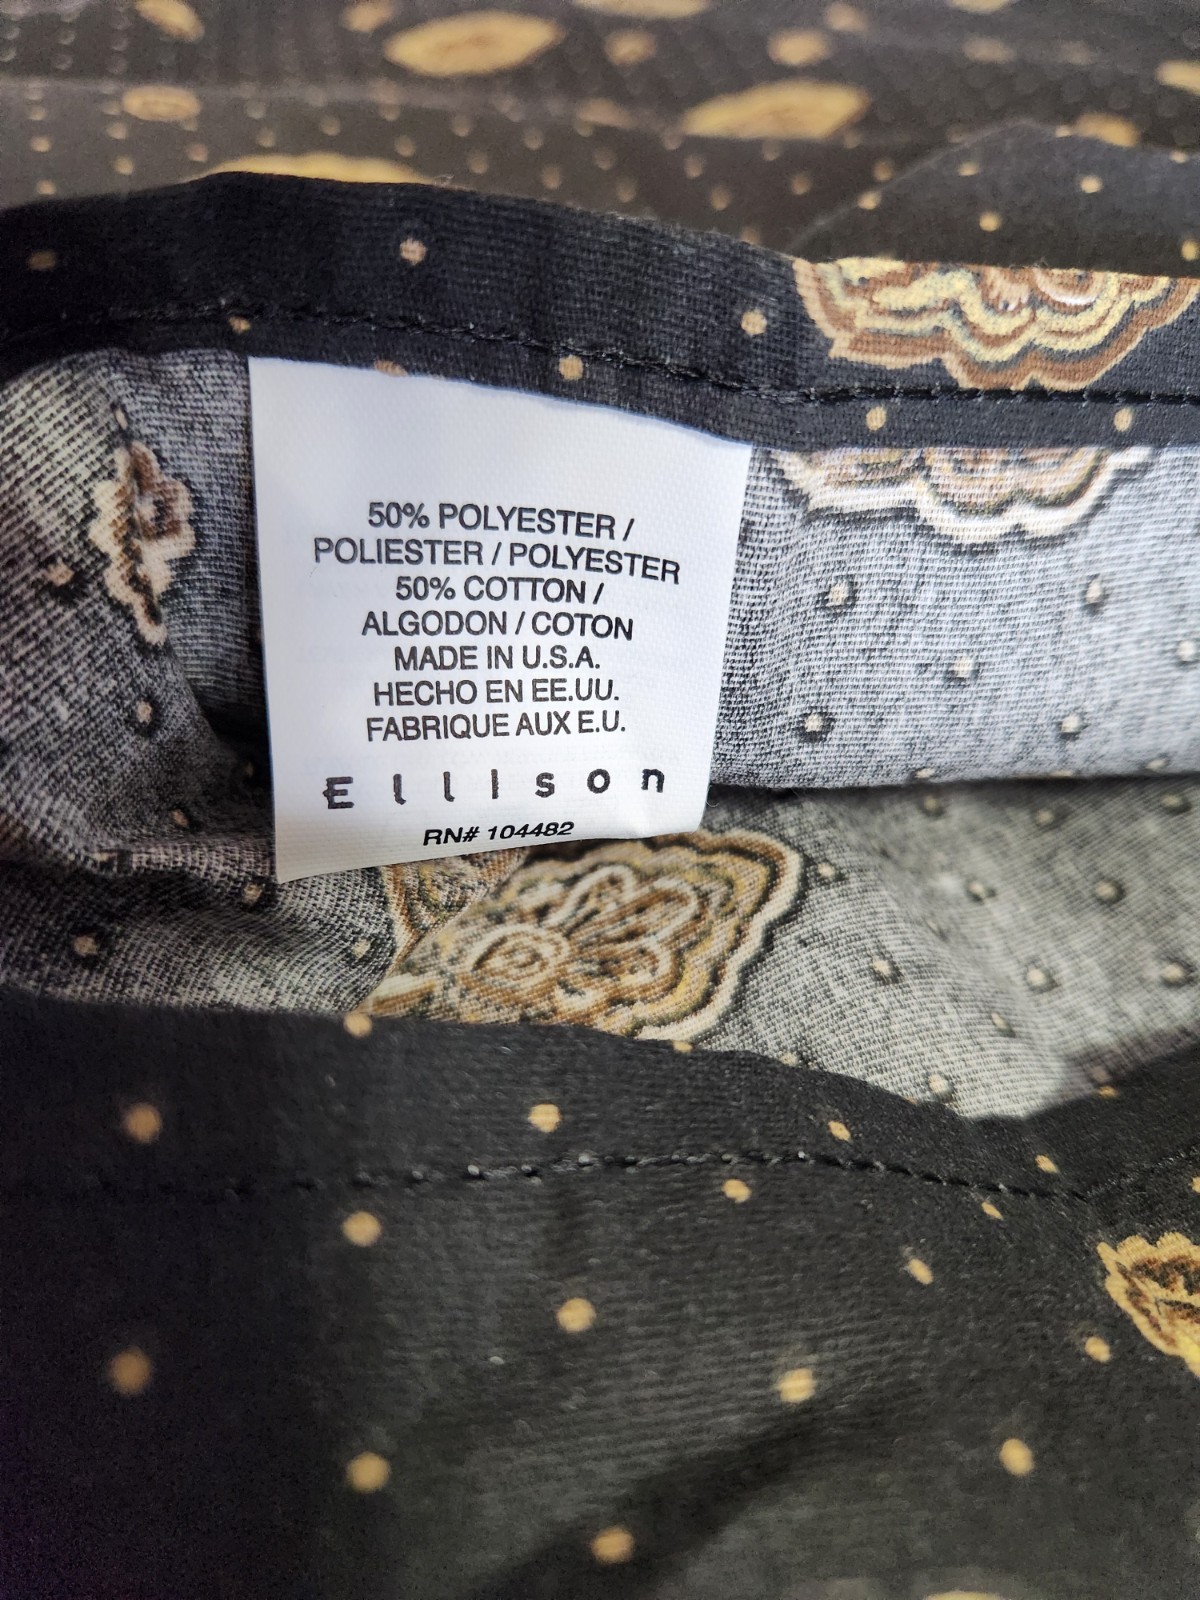 50% POLYESTER /
POLIESTER / POLYESTER
50% COTTON /
ALGODON / COTON
MADE IN U.S.A.
HECHO EN EE.UU.
FABRIQUE AUX E.U.
Ellison
RN# 104482